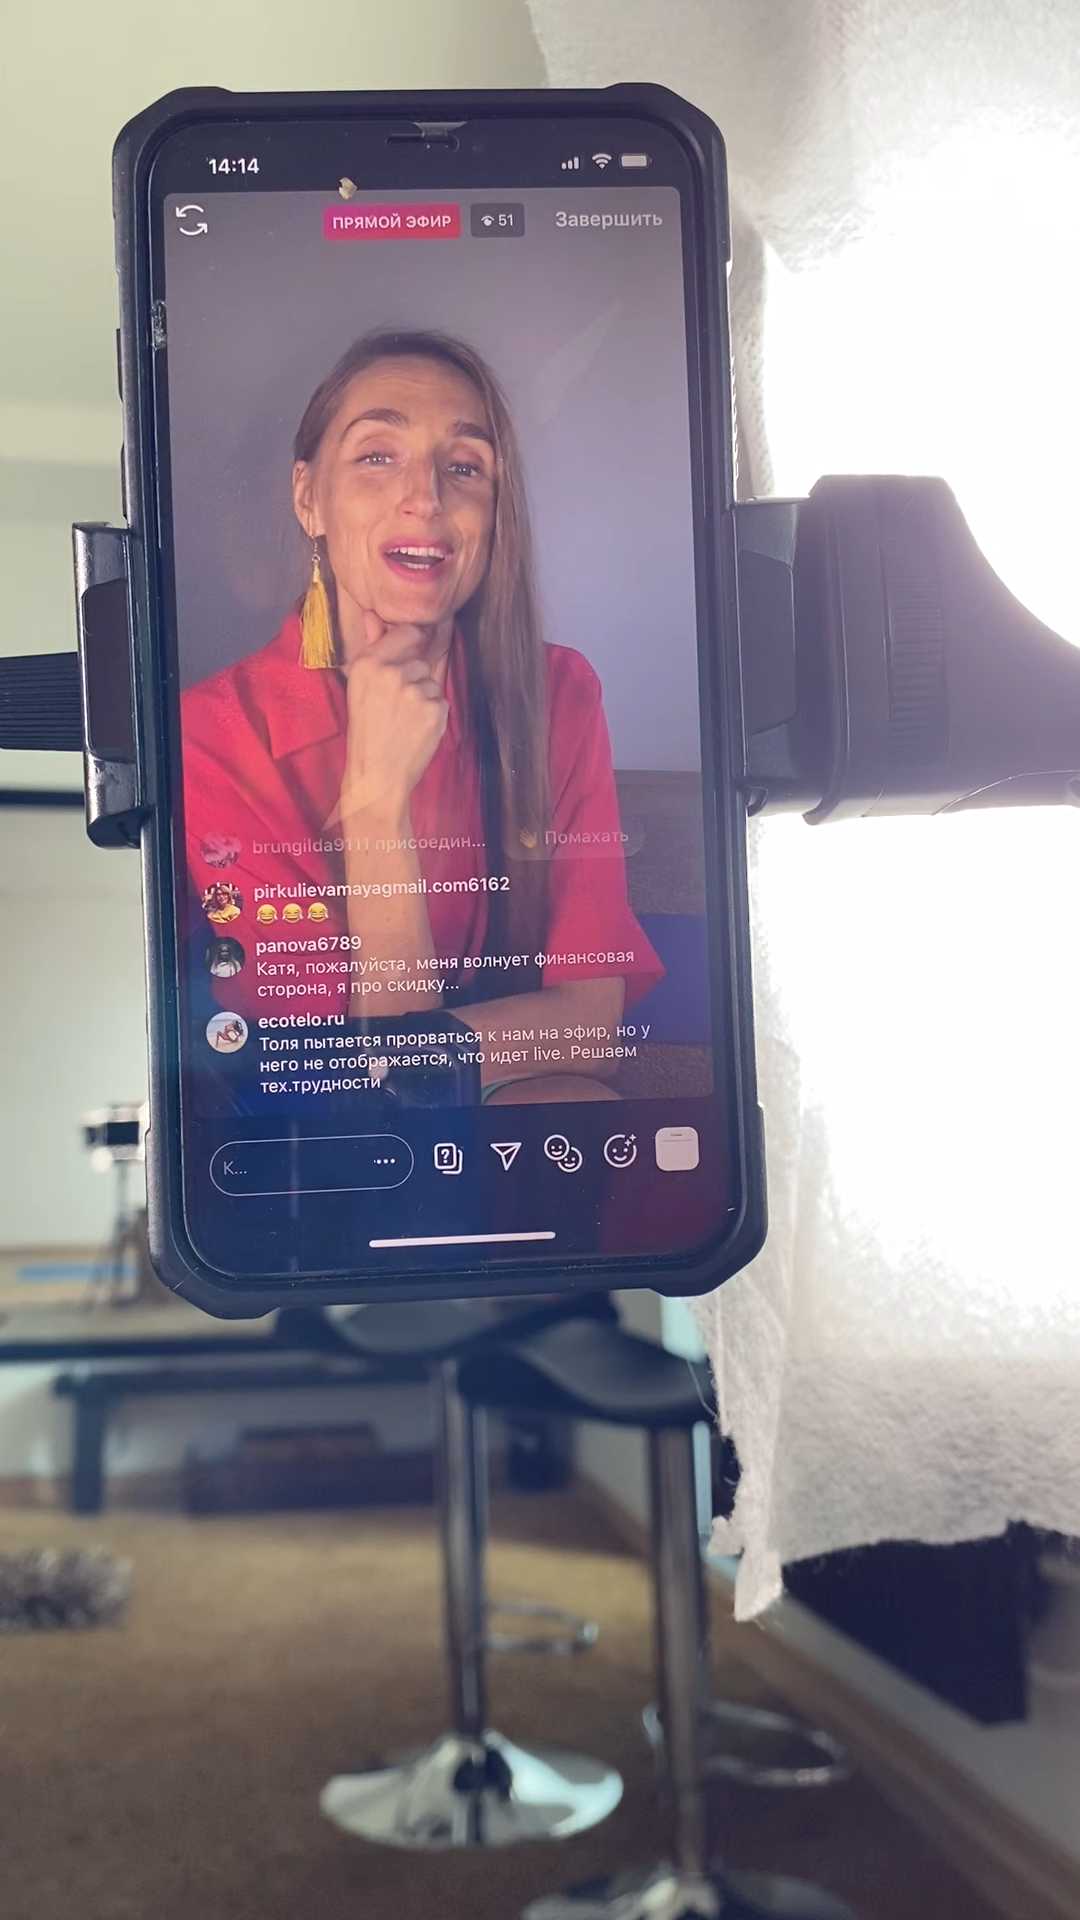 14:14
ПРЯМОЙ ЭФИР 51 Завершить
brungilda9111 присоедин... Помахать
pirkulievamayagmail.com6162
😂😂😂
panova6789
Катя, пожалуйста, меня волнует финансовая
сторона, я про скидку...
ecotelo.ru
Толя пытается прорваться к нам на эфир, но у
него не отображается, что идет live. Решаем
тех.трудности
К...